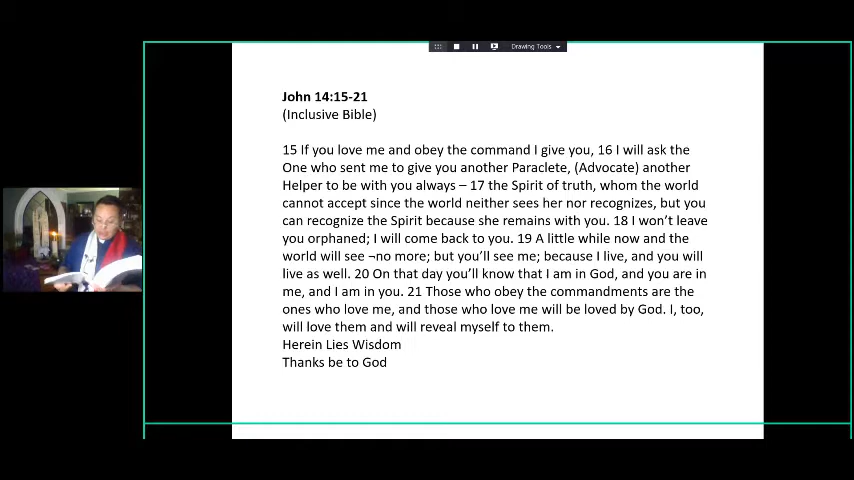 Drawing Tools
John 14:15-21
(Inclusive Bible)
15 If you love me and obey the command I give you, 16 I will ask the
One who sent me to give you another Paraclete, (Advocate) another
Helper to be with you always – 17 the Spirit of truth, whom the world
cannot accept since the world neither sees her nor recognizes, but you
can recognize the Spirit because she remains with you. 18 I won't leave
you orphaned; I will come back to you. 19 A little while now and the
world will see ¬no more; but you'll see me; because I live, and you will
live as well. 20 On that day you'll know that I am in God, and you are in
me, and I am in you. 21 Those who obey the commandments are the
ones who love me, and those who love me will be loved by God. I, too,
will love them and will reveal myself to them.
Herein Lies Wisdom
Thanks be to God